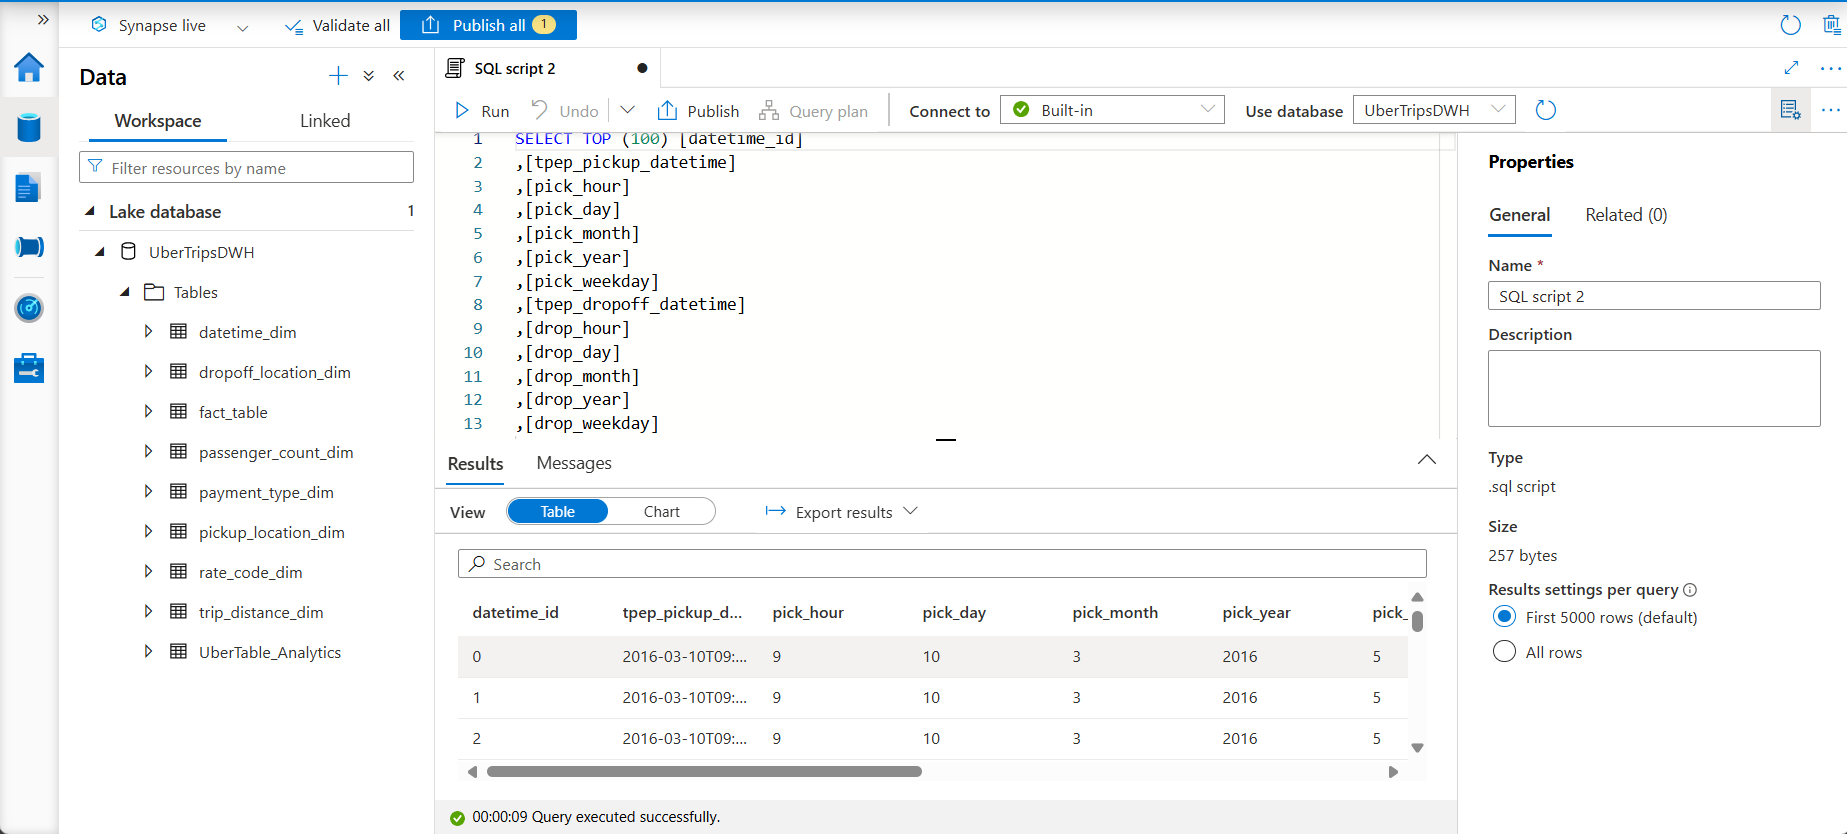 Synapse live
Validate all
Publish all 1
Data
Workspace
Linked
Filter resources by name
Lake database 1
UberTripsDWH
Tables
datetime_dim
dropoff_location_dim
fact_table
passenger_count_dim
payment_type_dim
pickup_location_dim
rate_code_dim
trip_distance_dim
UberTable_Analytics
SQL script 2
Run Undo Publish Query plan Connect to Built-in Use database UberTripsDWH
1 SELECT TOP (100) [datetime_id]
2 ,[tpep_pickup_datetime]
3 ,[pick_hour]
4 ,[pick_day]
5 ,[pick_month]
6 ,[pick_year]
7 ,[pick_weekday]
8 ,[tpep_dropoff_datetime]
9 ,[drop_hour]
10 ,[drop_day]
11 ,[drop_month]
12 ,[drop_year]
13 ,[drop_weekday]
Results Messages
View Table Chart Export results
Search
datetime_id tpep_pickup_d... pick_hour pick_day pick_month pick_year pick_
0 2016-03-10T09:... 9 10 3 2016 5
1 2016-03-10T09:... 9 10 3 2016 5
2 2016-03-10T09:... 9 10 3 2016 5
00:00:09 Query executed successfully.
Properties
General Related (0)
Name *
SQL script 2
Description
Type
.sql script
Size
257 bytes
Results settings per query
First 5000 rows (default)
All rows